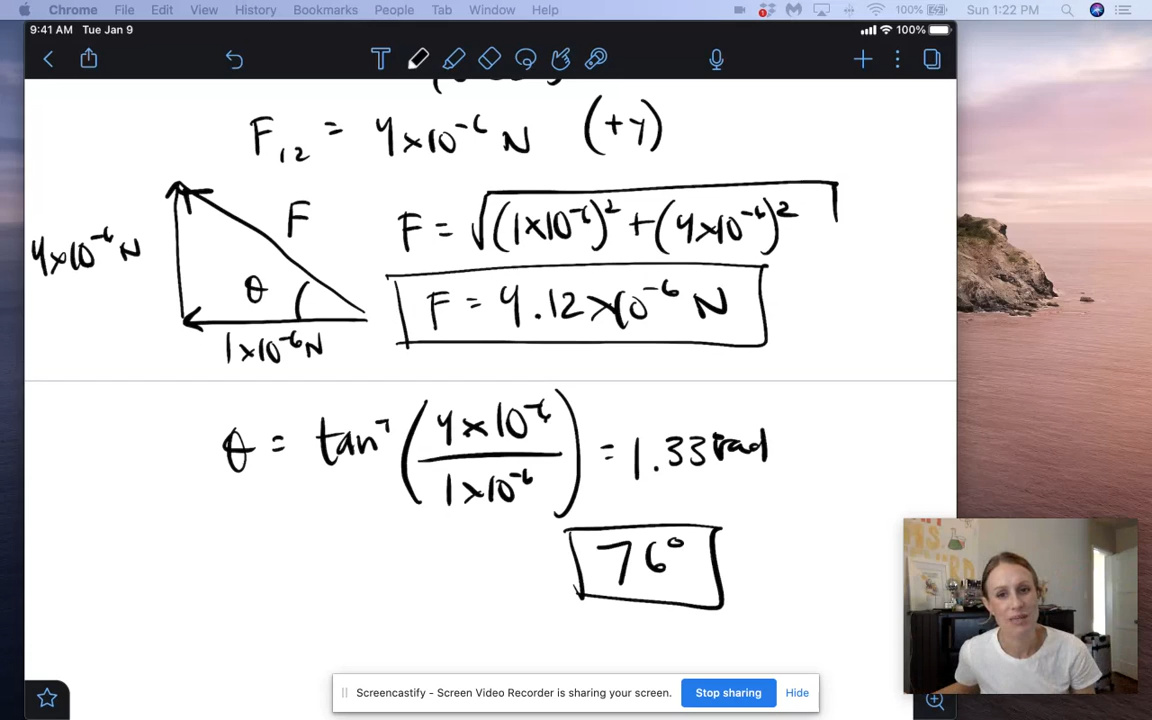 Chrome File Edit View History Bookmarks People Tab Window Help 100% Sun 1:22 PM
9:41 AM Tue Jan 9 100%
F₁₂ = 4×10⁻⁶ N (+y)
F
4×10⁻⁶ N
θ
1×10⁻⁶ N
F = √(1×10⁻⁶)² + (4×10⁻⁶)²
F = 4.12×10⁻⁶ N
θ = tan⁻¹ (4×10⁻⁶ / 1×10⁻⁶) = 1.33 rad
76°
Screencastify - Screen Video Recorder is sharing your screen. Stop sharing Hide